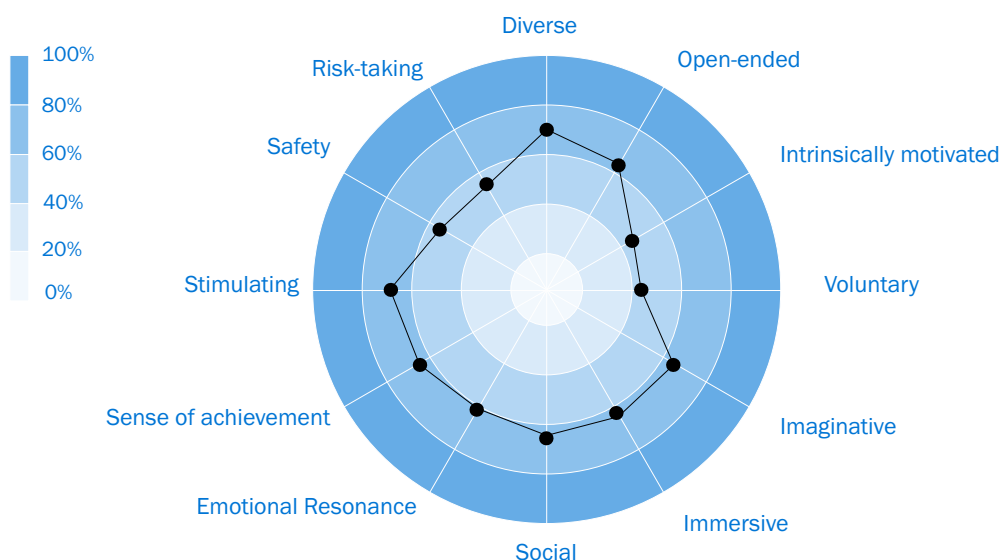 100%
80%
60%
40%
20%
0%
Diverse
Open-ended
Intrinsically motivated
Voluntary
Imaginative
Immersive
Social
Emotional Resonance
Sense of achievement
Stimulating
Safety
Risk-taking